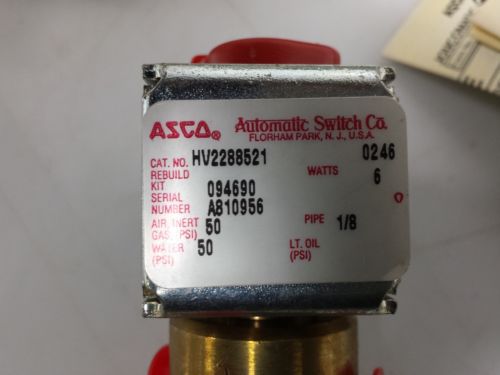 ASCO® Automatic Switch Co.
FLORHAM PARK, N. J., U.S.A.
CAT. NO. HV2288521 0246
REBUILD KIT 094690 WATTS 6
SERIAL NUMBER A810956
AIR, INERT GAS, (PSI) 50 PIPE 1/8
WATER (PSI) 50 LT. OIL (PSI)